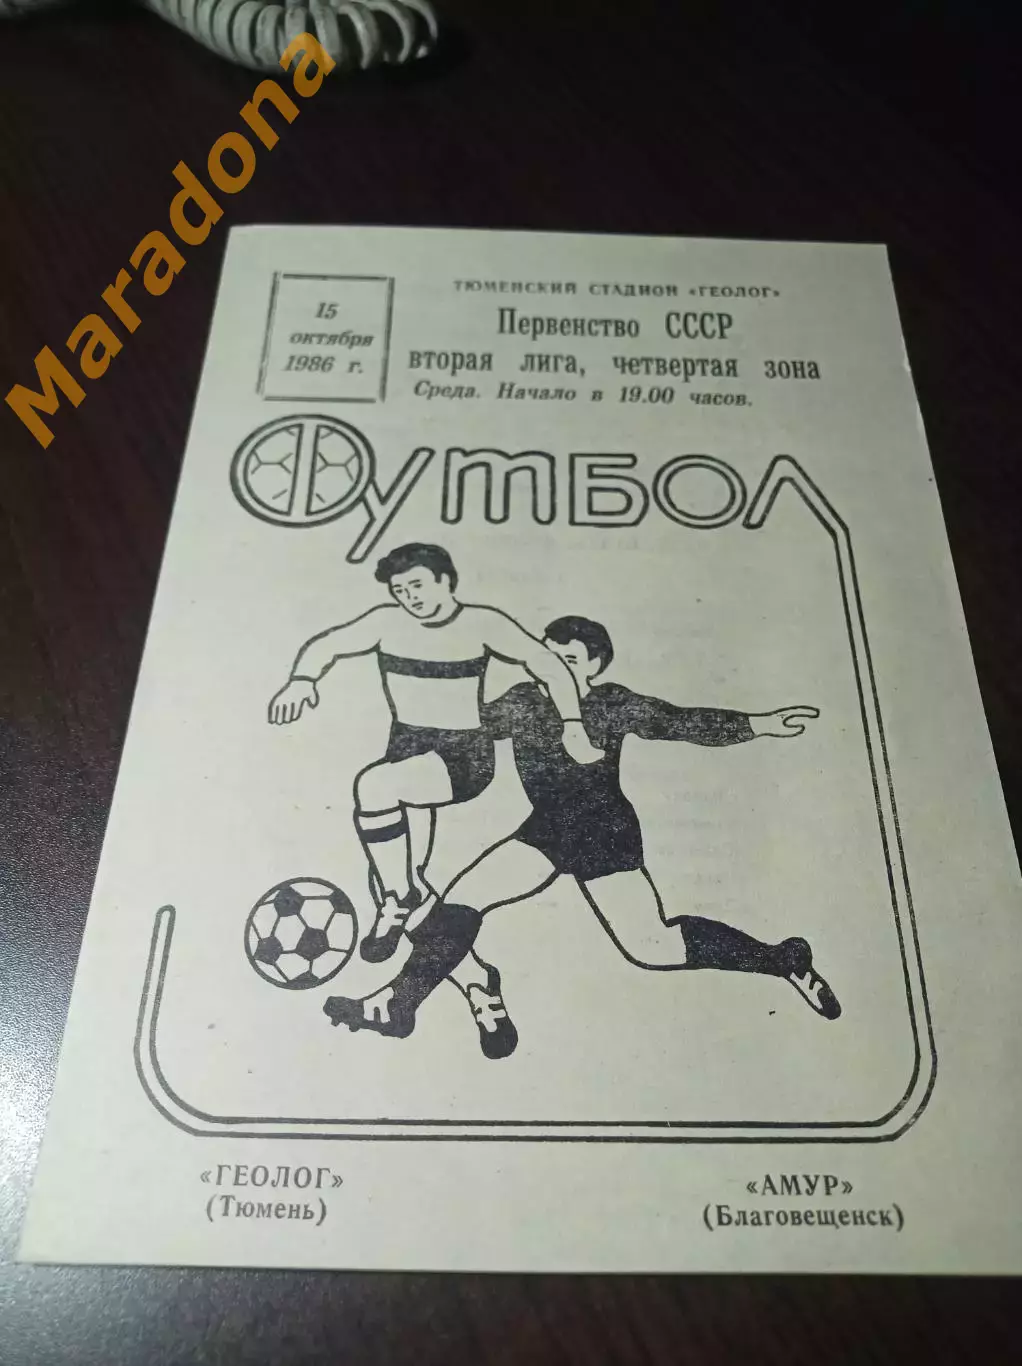 Maradona
15
октября
1986 г.
ТЮМЕНСКИЙ СТАДИОН «ГЕОЛОГ»
Первенство СССР
вторая лига, четвертая зона
Среда. Начало в 19.00 часов.
ФУТБОЛ
«ГЕОЛОГ»
(Тюмень)
«АМУР»
(Благовещенск)